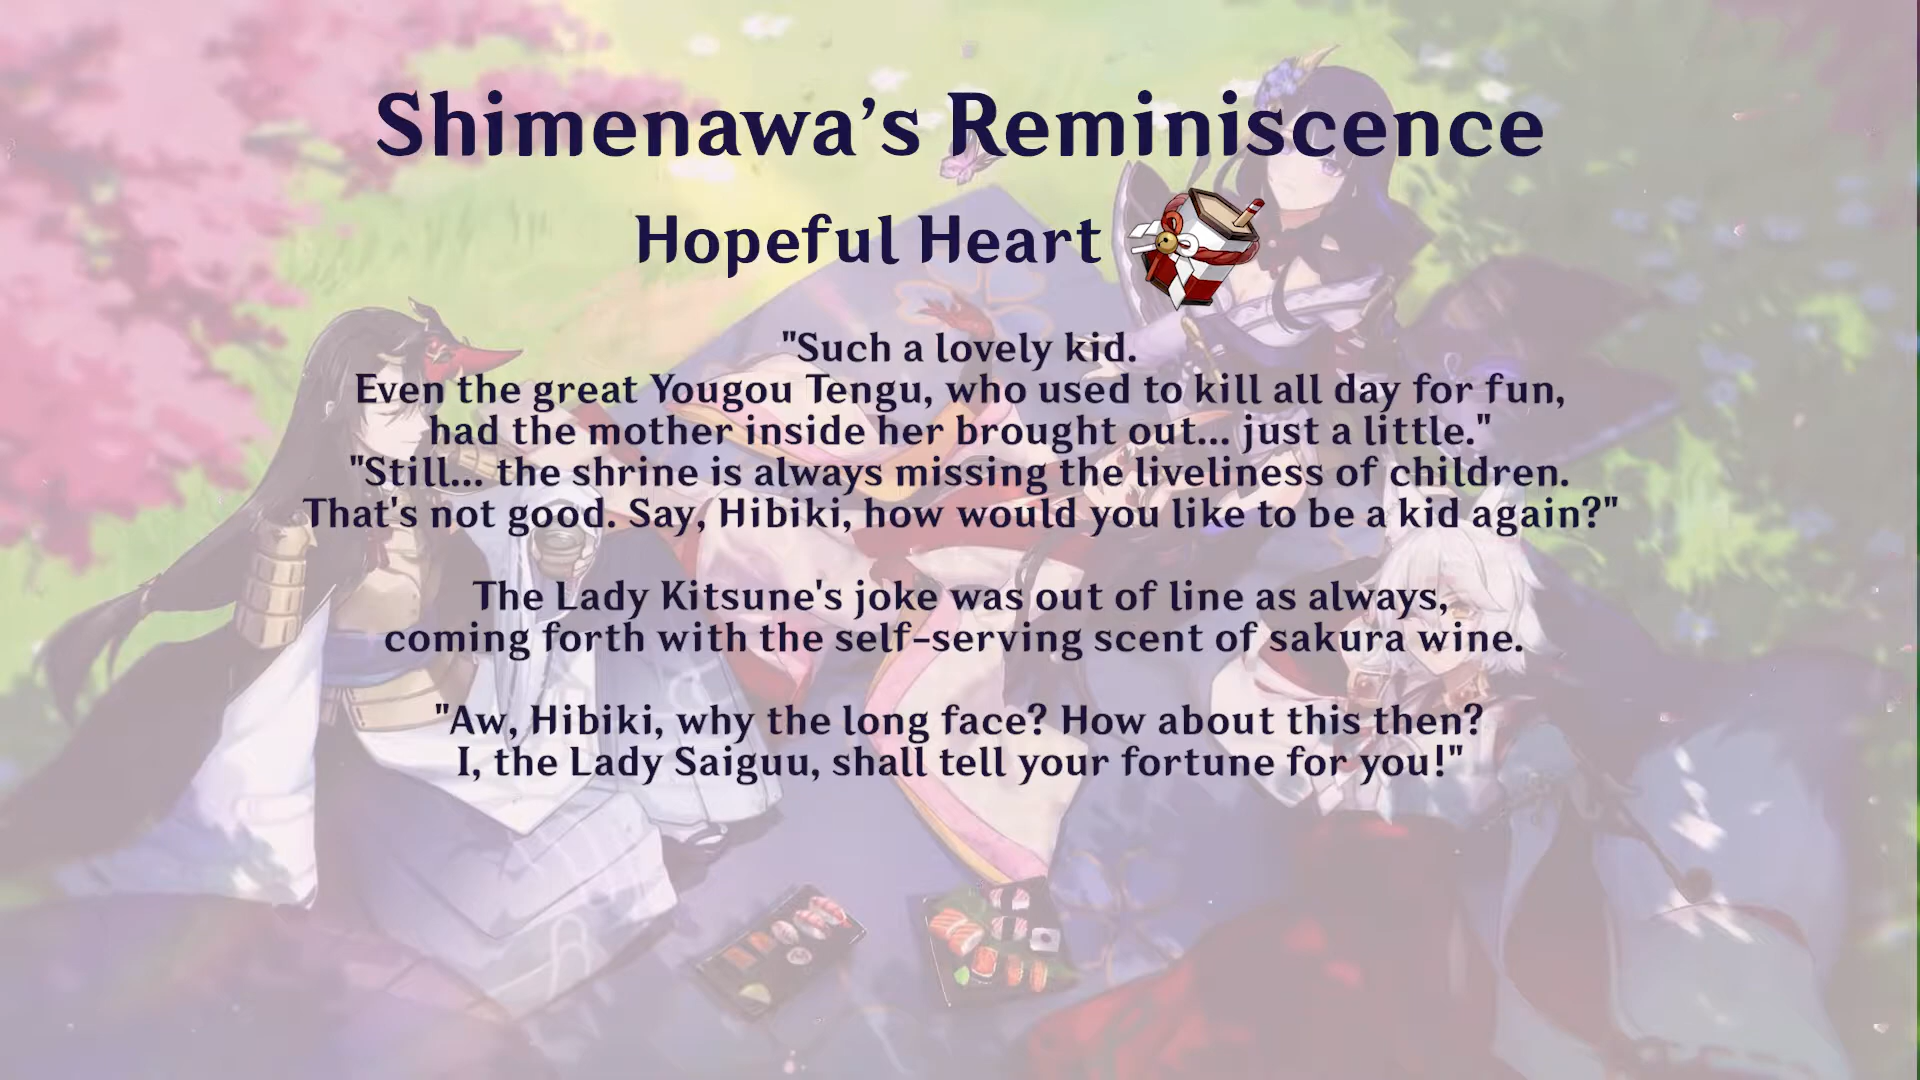 Shimenawa’s Reminiscence
Hopeful Heart
"Such a lovely kid.
Even the great Yougou Tengu, who used to kill all day for fun,
had the mother inside her brought out... just a little."
"Still... the shrine is always missing the liveliness of children.
That's not good. Say, Hibiki, how would you like to be a kid again?"
The Lady Kitsune's joke was out of line as always,
coming forth with the self-serving scent of sakura wine.
"Aw, Hibiki, why the long face? How about this then?
I, the Lady Saiguu, shall tell your fortune for you!"